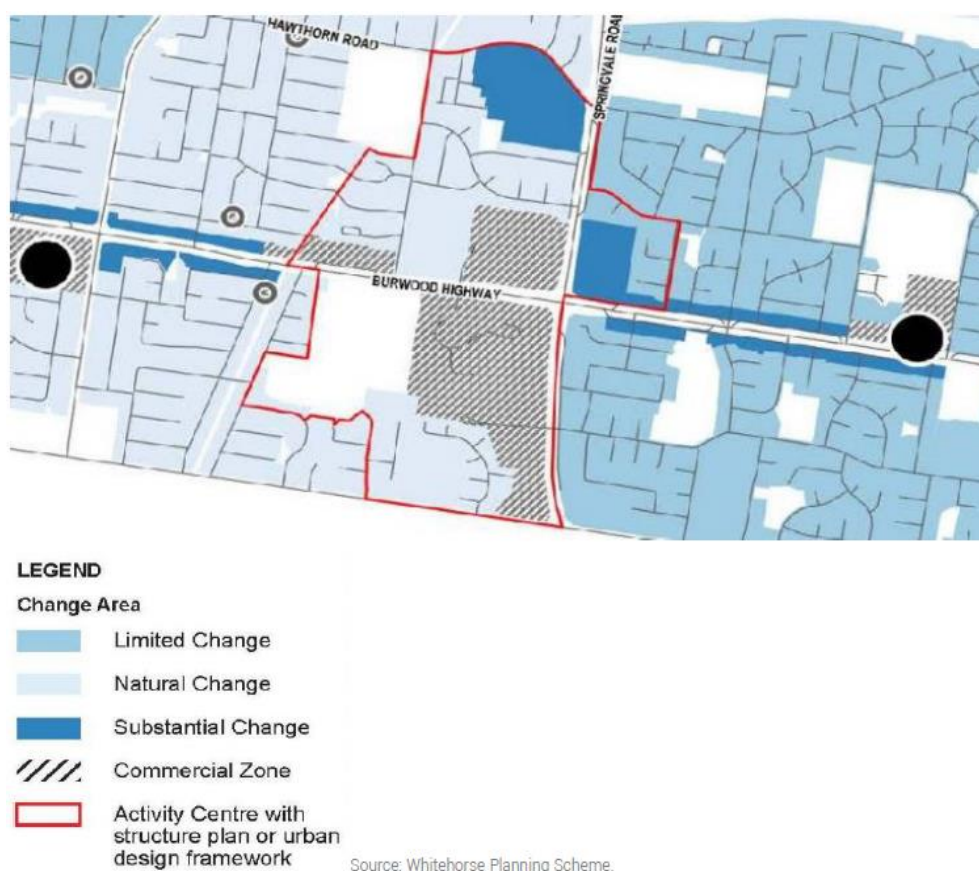 HAWTHORN ROAD
SPRINGVALE ROAD
BURWOOD HIGHWAY
LEGEND
Change Area
Limited Change
Natural Change
Substantial Change
Commercial Zone
Activity Centre with
structure plan or urban
design framework
Source: Whitehorse Planning Scheme.